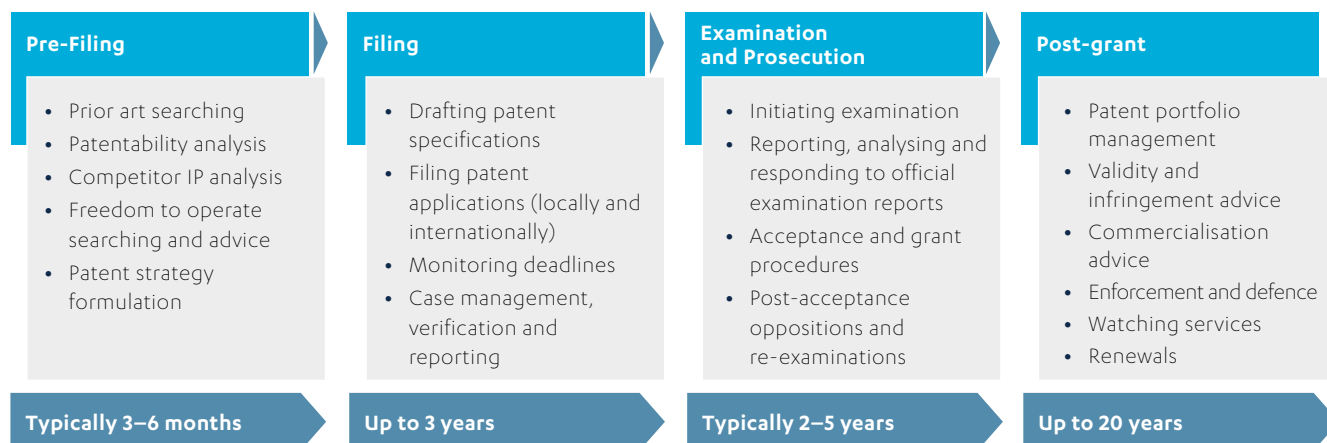 Pre-Filing
• Prior art searching
• Patentability analysis
• Competitor IP analysis
• Freedom to operate
searching and advice
• Patent strategy
formulation
Typically 3–6 months
Filing
• Drafting patent
specifications
• Filing patent
applications (locally and
internationally)
• Monitoring deadlines
• Case management,
verification and
reporting
Up to 3 years
Examination
and Prosecution
• Initiating examination
• Reporting, analysing and
responding to official
examination reports
• Acceptance and grant
procedures
• Post-acceptance
oppositions and
re-examinations
Typically 2–5 years
Post-grant
• Patent portfolio
management
• Validity and
infringement advice
• Commercialisation
advice
• Enforcement and defence
• Watching services
• Renewals
Up to 20 years